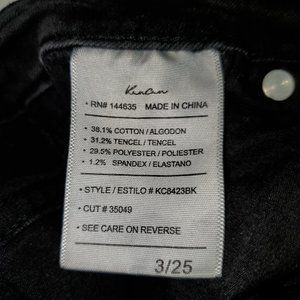 KanCan
• RN# 144635 MADE IN CHINA
• 38.1% COTTON / ALGODON
• 31.2% TENCEL / TENCEL
• 29.5% POLYESTER / POLIESTER
• 1.2% SPANDEX / ELASTANO
• STYLE / ESTILO # KC8423BK
• CUT # 35049
• SEE CARE ON REVERSE
3/25